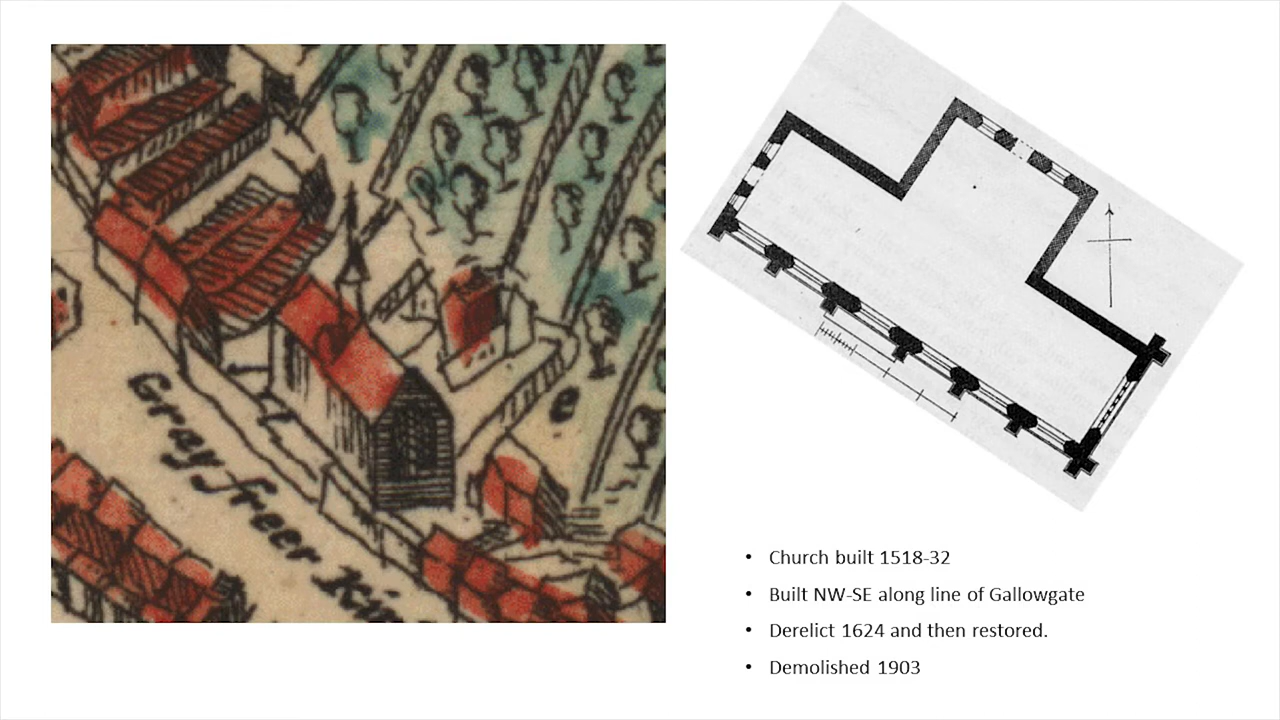 Gray freer Kir
e
• Church built 1518-32
• Built NW-SE along line of Gallowgate
• Derelict 1624 and then restored.
• Demolished 1903